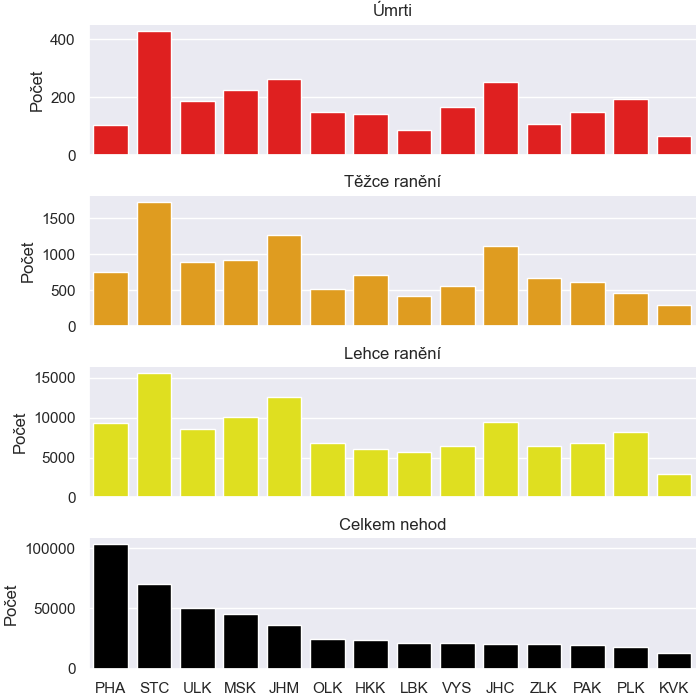 Úmrti
400
200
0
Počet
Těžce ranění
1500
1000
500
0
Počet
Lehce ranění
15000
10000
5000
0
Počet
Celkem nehod
100000
50000
0
Počet
PHA STC ULK MSK JHM OLK HKK LBK VYS JHC ZLK PAK PLK KVK